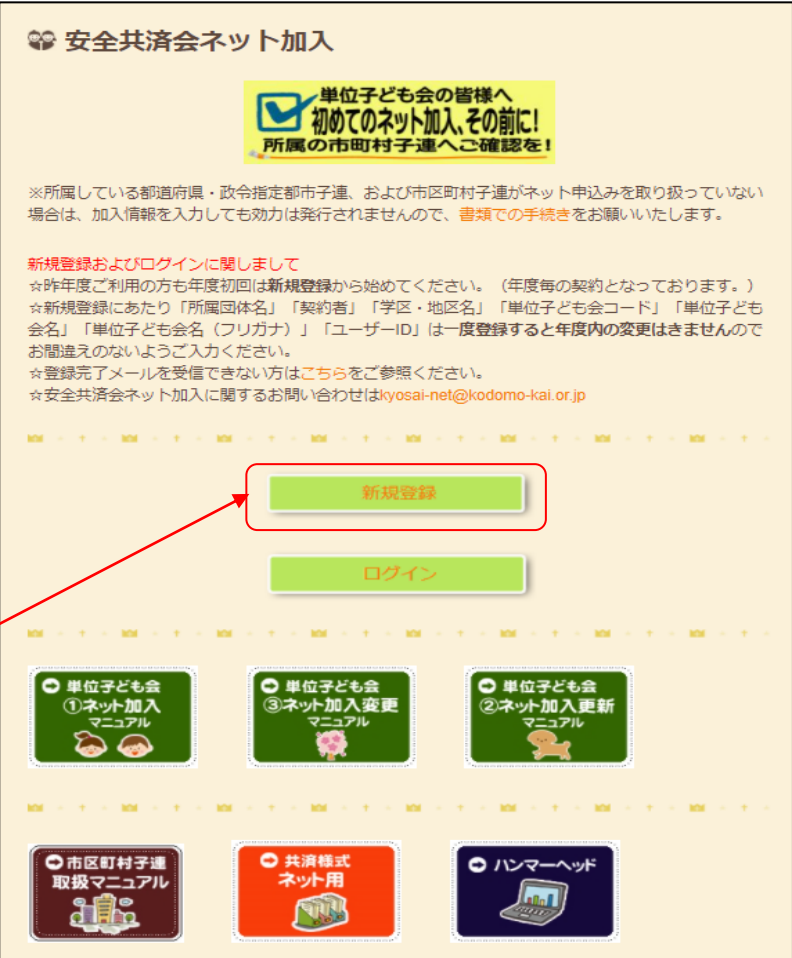 安全共済会ネット加入
単位子ども会の皆様へ
初めてのネット加入、その前に!
所属の市町村子連へご確認を!
※所属している都道府県・政令指定都市子連、および市区町村子連がネット申込みを取り扱っていない
場合は、加入情報を入力しても効力は発行されませんので、書類での手続きをお願いいたします。
新規登録およびログインに関しまして
☆昨年度ご利用の方も年度初回は新規登録から始めてください。（年度毎の契約となっております。）
☆新規登録にあたり「所属団体名」「契約者」「学区・地区名」「単位子ども会コード」「単位子ども
会名」「単位子ども会名（フリガナ）」「ユーザーID」は一度登録すると年度内の変更はきませんので
お間違えのないようご入力ください。
☆登録完了メールを受信できない方はこちらをご参照ください。
☆安全共済会ネット加入に関するお問い合わせはkyosai-net@kodomo-kai.or.jp
新規登録
ログイン
単位子ども会
①ネット加入
マニュアル
単位子ども会
③ネット加入変更
マニュアル
単位子ども会
②ネット加入更新
マニュアル
市区町村子連
取扱マニュアル
共済様式
ネット用
ハンマーヘッド